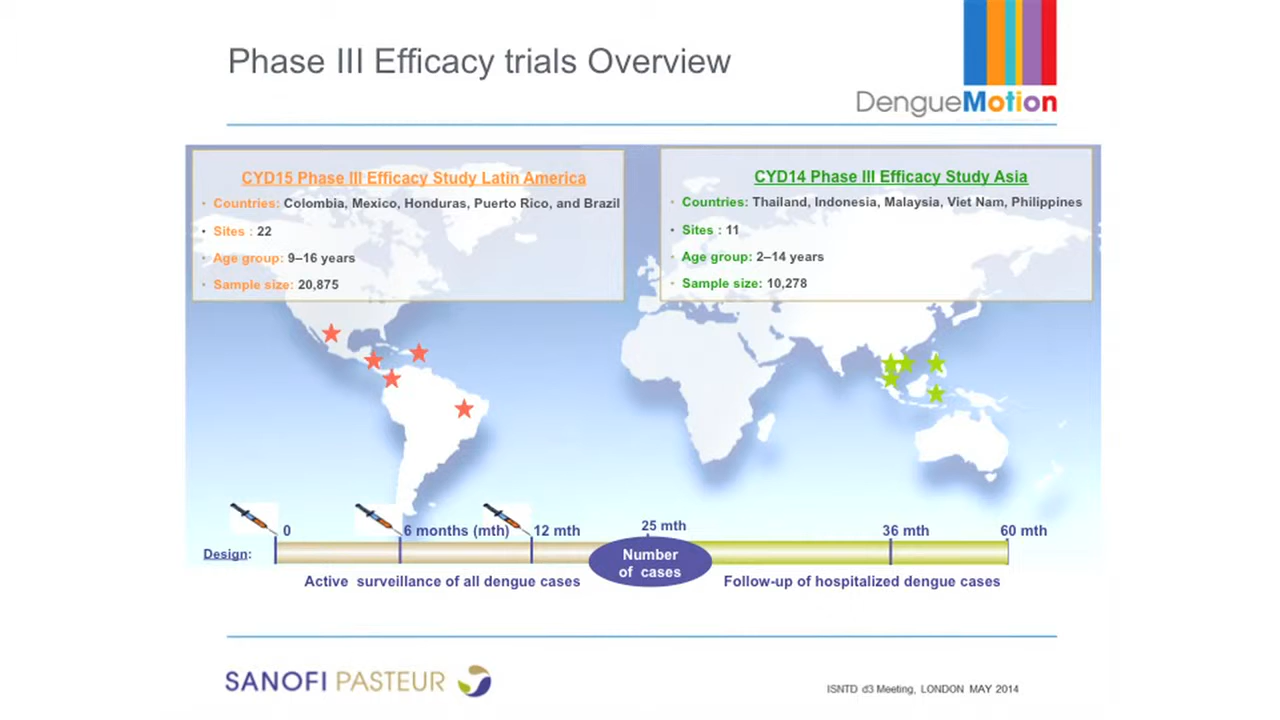 Phase III Efficacy trials Overview
DengueMotion
CYD15 Phase III Efficacy Study Latin America
• Countries: Colombia, Mexico, Honduras, Puerto Rico, and Brazil
• Sites : 22
• Age group: 9–16 years
• Sample size: 20,875
CYD14 Phase III Efficacy Study Asia
• Countries: Thailand, Indonesia, Malaysia, Viet Nam, Philippines
• Sites : 11
• Age group: 2–14 years
• Sample size: 10,278
0
6 months (mth)
12 mth
25 mth
36 mth
60 mth
Design:
Number
of cases
Active surveillance of all dengue cases
Follow-up of hospitalized dengue cases
SANOFI PASTEUR
ISNTD d3 Meeting, LONDON MAY 2014